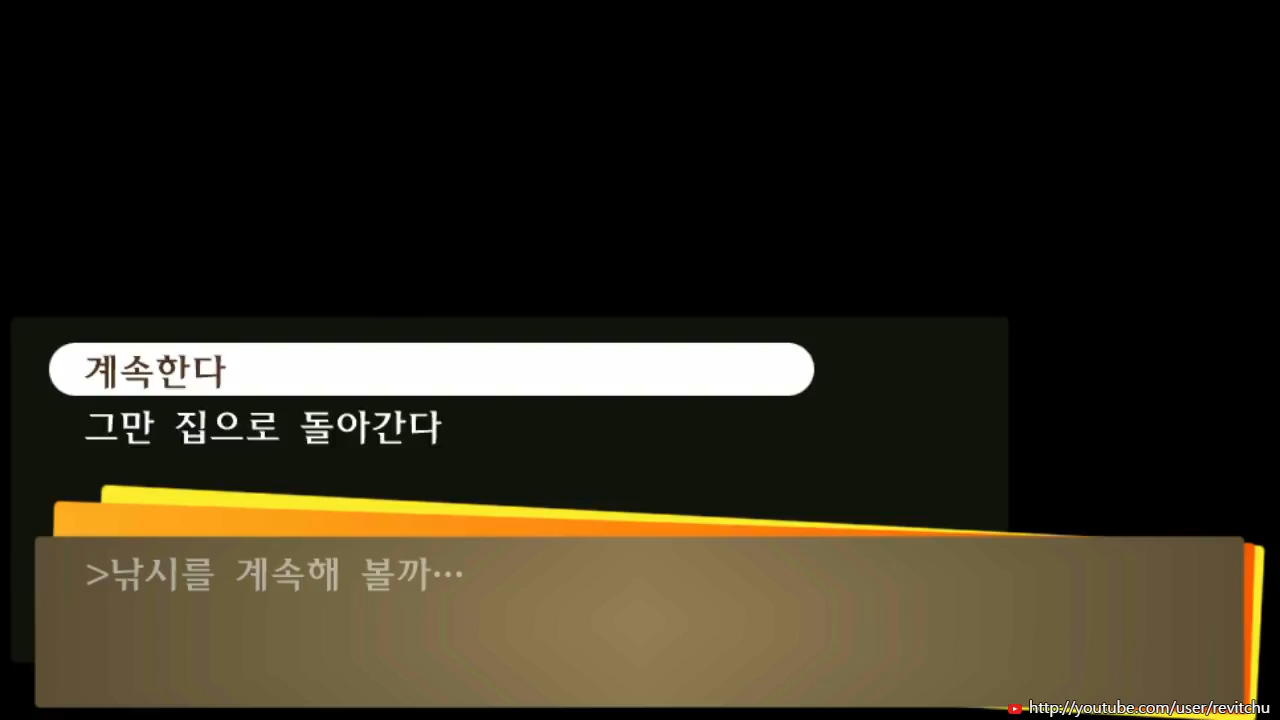 계속한다
그만 집으로 돌아간다
>낚시를 계속해 볼까…
http://youtube.com/user/revitchu